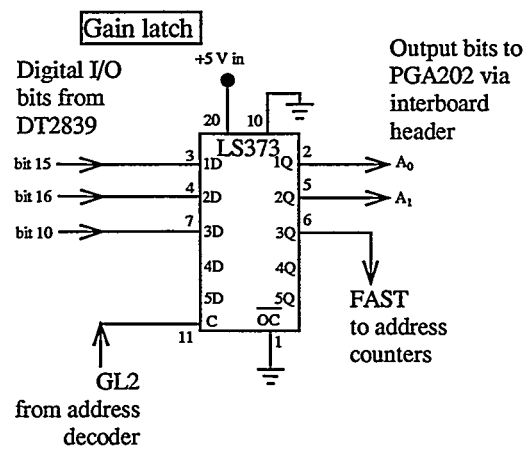 Gain latch
+5 V in
Digital I/O
bits from
DT2839
Output bits to
PGA202 via
interboard
header
20
10
LS373
bit 15
3
1D
1Q
2
A₀
bit 16
4
2D
2Q
5
A₁
bit 10
7
3D
3Q
6
4D
4Q
5D
5Q
C
OC
11
1
FAST
to address
counters
GL2
from address
decoder